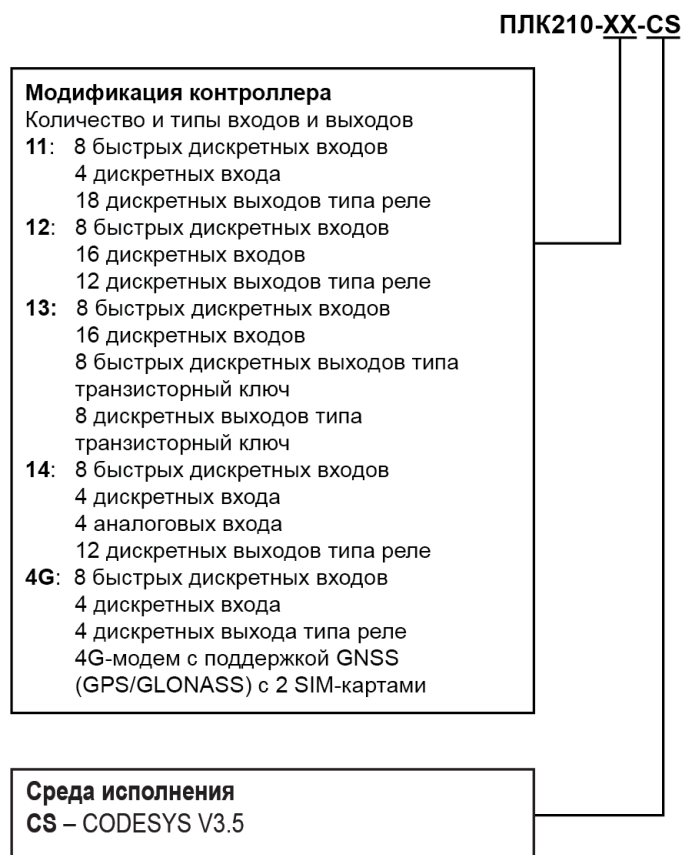 ПЛК210-XX-CS
Модификация контроллера
Количество и типы входов и выходов
11: 8 быстрых дискретных входов
4 дискретных входа
18 дискретных выходов типа реле
12: 8 быстрых дискретных входов
16 дискретных входов
12 дискретных выходов типа реле
13: 8 быстрых дискретных входов
16 дискретных входов
8 быстрых дискретных выходов типа
транзисторный ключ
8 дискретных выходов типа
транзисторный ключ
14: 8 быстрых дискретных входов
4 дискретных входа
4 аналоговых входа
12 дискретных выходов типа реле
4G: 8 быстрых дискретных входов
4 дискретных входа
4 дискретных выхода типа реле
4G-модем с поддержкой GNSS
(GPS/GLONASS) с 2 SIM-картами
Среда исполнения
CS – CODESYS V3.5